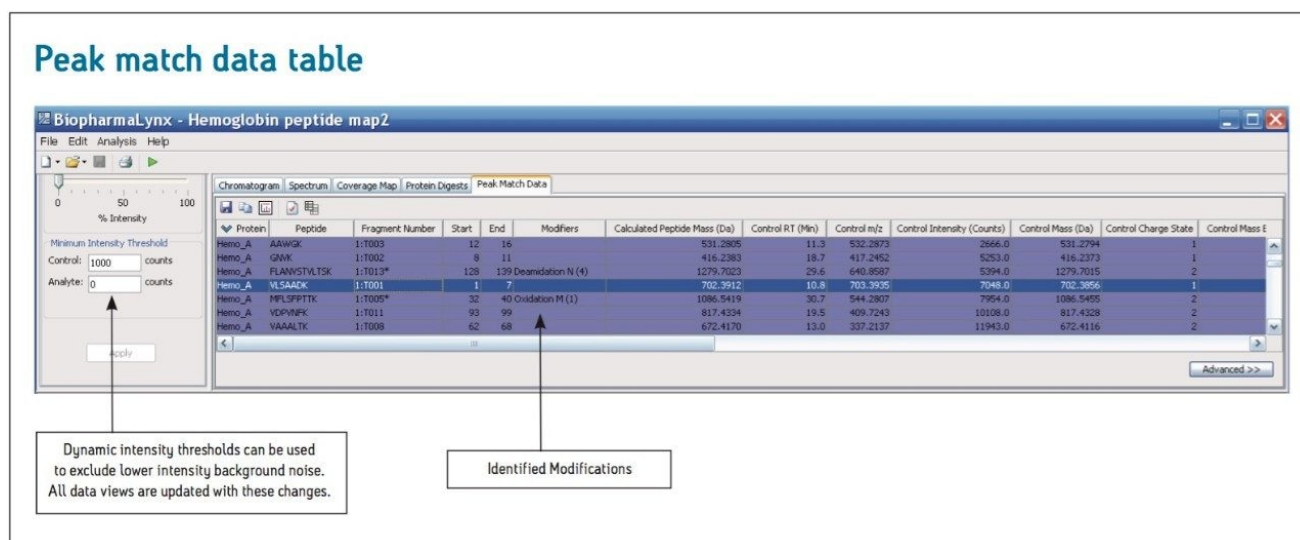 Peak match data table
BiopharmaLynx - Hemoglobin peptide map2
File Edit Analysis Help
0 50 100
% Intensity
Minimum Intensity Threshold
Control: 1000 counts
Analyte: 0 counts
Apply
Chromatogram Spectrum Coverage Map Protein Digests Peak Match Data
Protein Peptide Fragment Number Start End Modifiers Calculated Peptide Mass (Da) Control RT (Min) Control m/z Control Intensity (Counts) Control Mass (Da) Control Charge State Control Mass E
Hemo_A AAWGK 1:T003 12 16 531.2805 11.3 532.2873 2666.0 531.2794 1
Hemo_A GNVK 1:T002 8 11 416.2383 18.7 417.2452 5253.0 416.2373 1
Hemo_A FLANVSTVLTSK 1:T013* 128 139 Deamidation N (4) 1279.7023 29.6 640.8587 5394.0 1279.7015 2
Hemo_A VLSAADK 1:T001 1 7 702.3912 10.8 703.3935 7048.0 702.3856 1
Hemo_A MFLSFPTTK 1:T005* 32 40 Oxidation M (1) 1086.5419 30.7 544.2807 7954.0 1086.5455 2
Hemo_A VDPVNFK 1:T011 93 99 817.4334 19.5 409.7243 10108.0 817.4328 2
Hemo_A VAAALTK 1:T008 62 68 672.4170 13.0 337.2137 11943.0 672.4116 2
Advanced >>
Dynamic intensity thresholds can be used
to exclude lower intensity background noise.
All data views are updated with these changes.
Identified Modifications